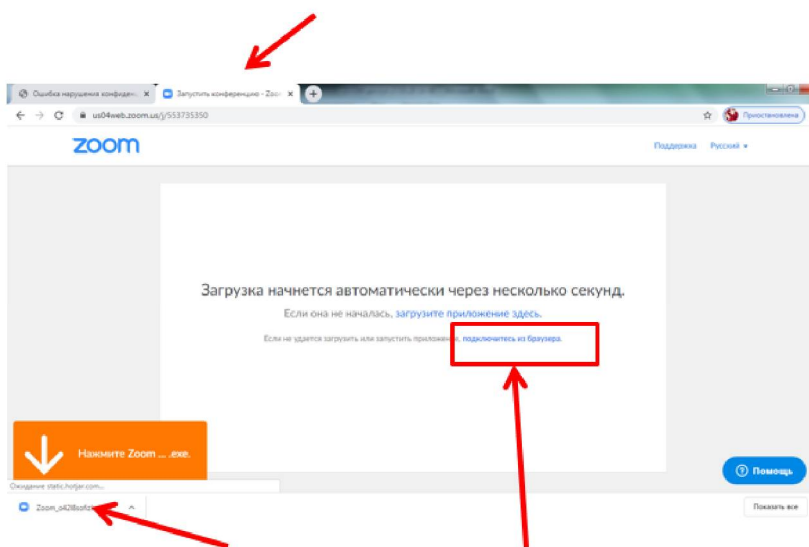 Ошибка нарушения конфиден
Запустить конференцию - Zoo
us04web.zoom.us/j/553735350
Приостановлена
zoom
Поддержка Русский
Загрузка начнется автоматически через несколько секунд.
Если она не началась, загрузите приложение здесь.
Если не удается загрузить или запустить приложение, подключитесь из браузера.
Нажмите Zoom ... .exe.
Помощь
Ожидание static.hotjar.com...
Показать все